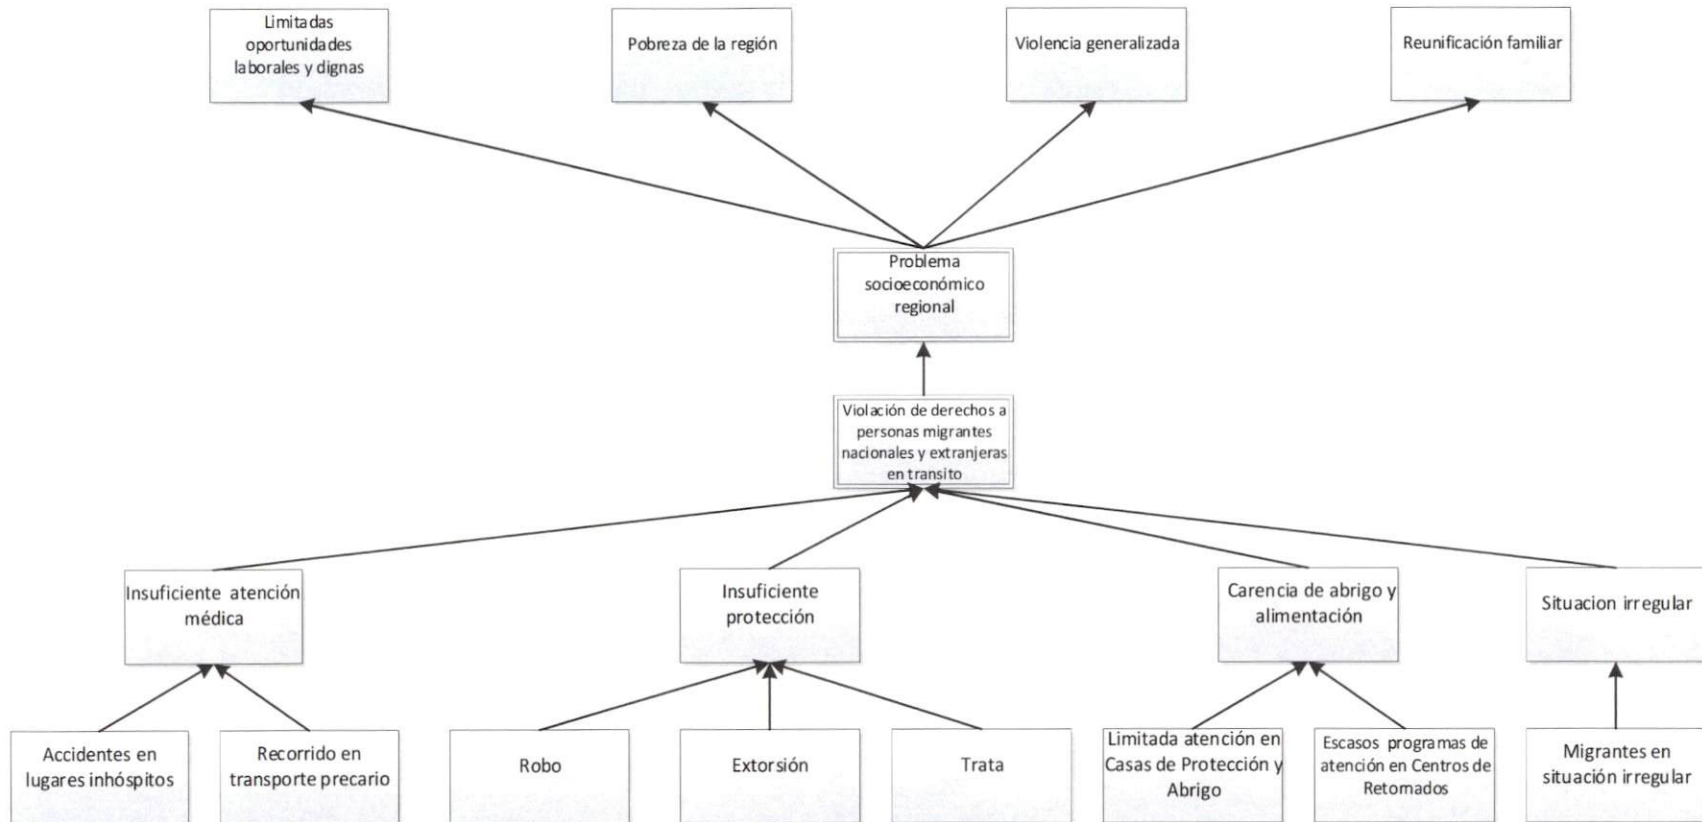 Limitadas
oportunidades
laborales y dignas
Pobreza de la región
Violencia generalizada
Reunificación familiar
Problema
socioeconómico
regional
Violación de derechos a
personas migrantes
nacionales y extranjeras
en transito
Insuficiente atención
médica
Insuficiente
protección
Carencia de abrigo y
alimentación
Situacion irregular
Accidentes en
lugares inhóspitos
Recorrido en
transporte precario
Robo
Extorsión
Trata
Limitada atención en
Casas de Protección y
Abrigo
Escasos programas de
atención en Centros de
Retornados
Migrantes en
situación irregular